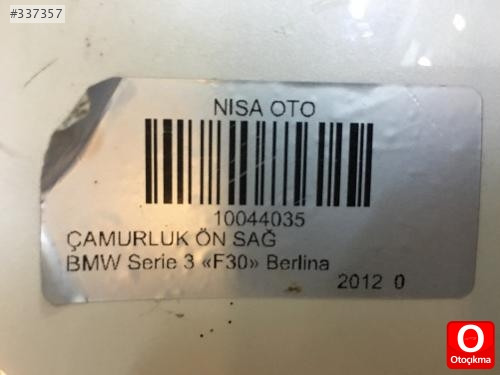 #337357
NISA OTO
10044035
ÇAMURLUK ÖN SAĞ
BMW Serie 3 «F30» Berlina
2012 0
O
Otoçıkma